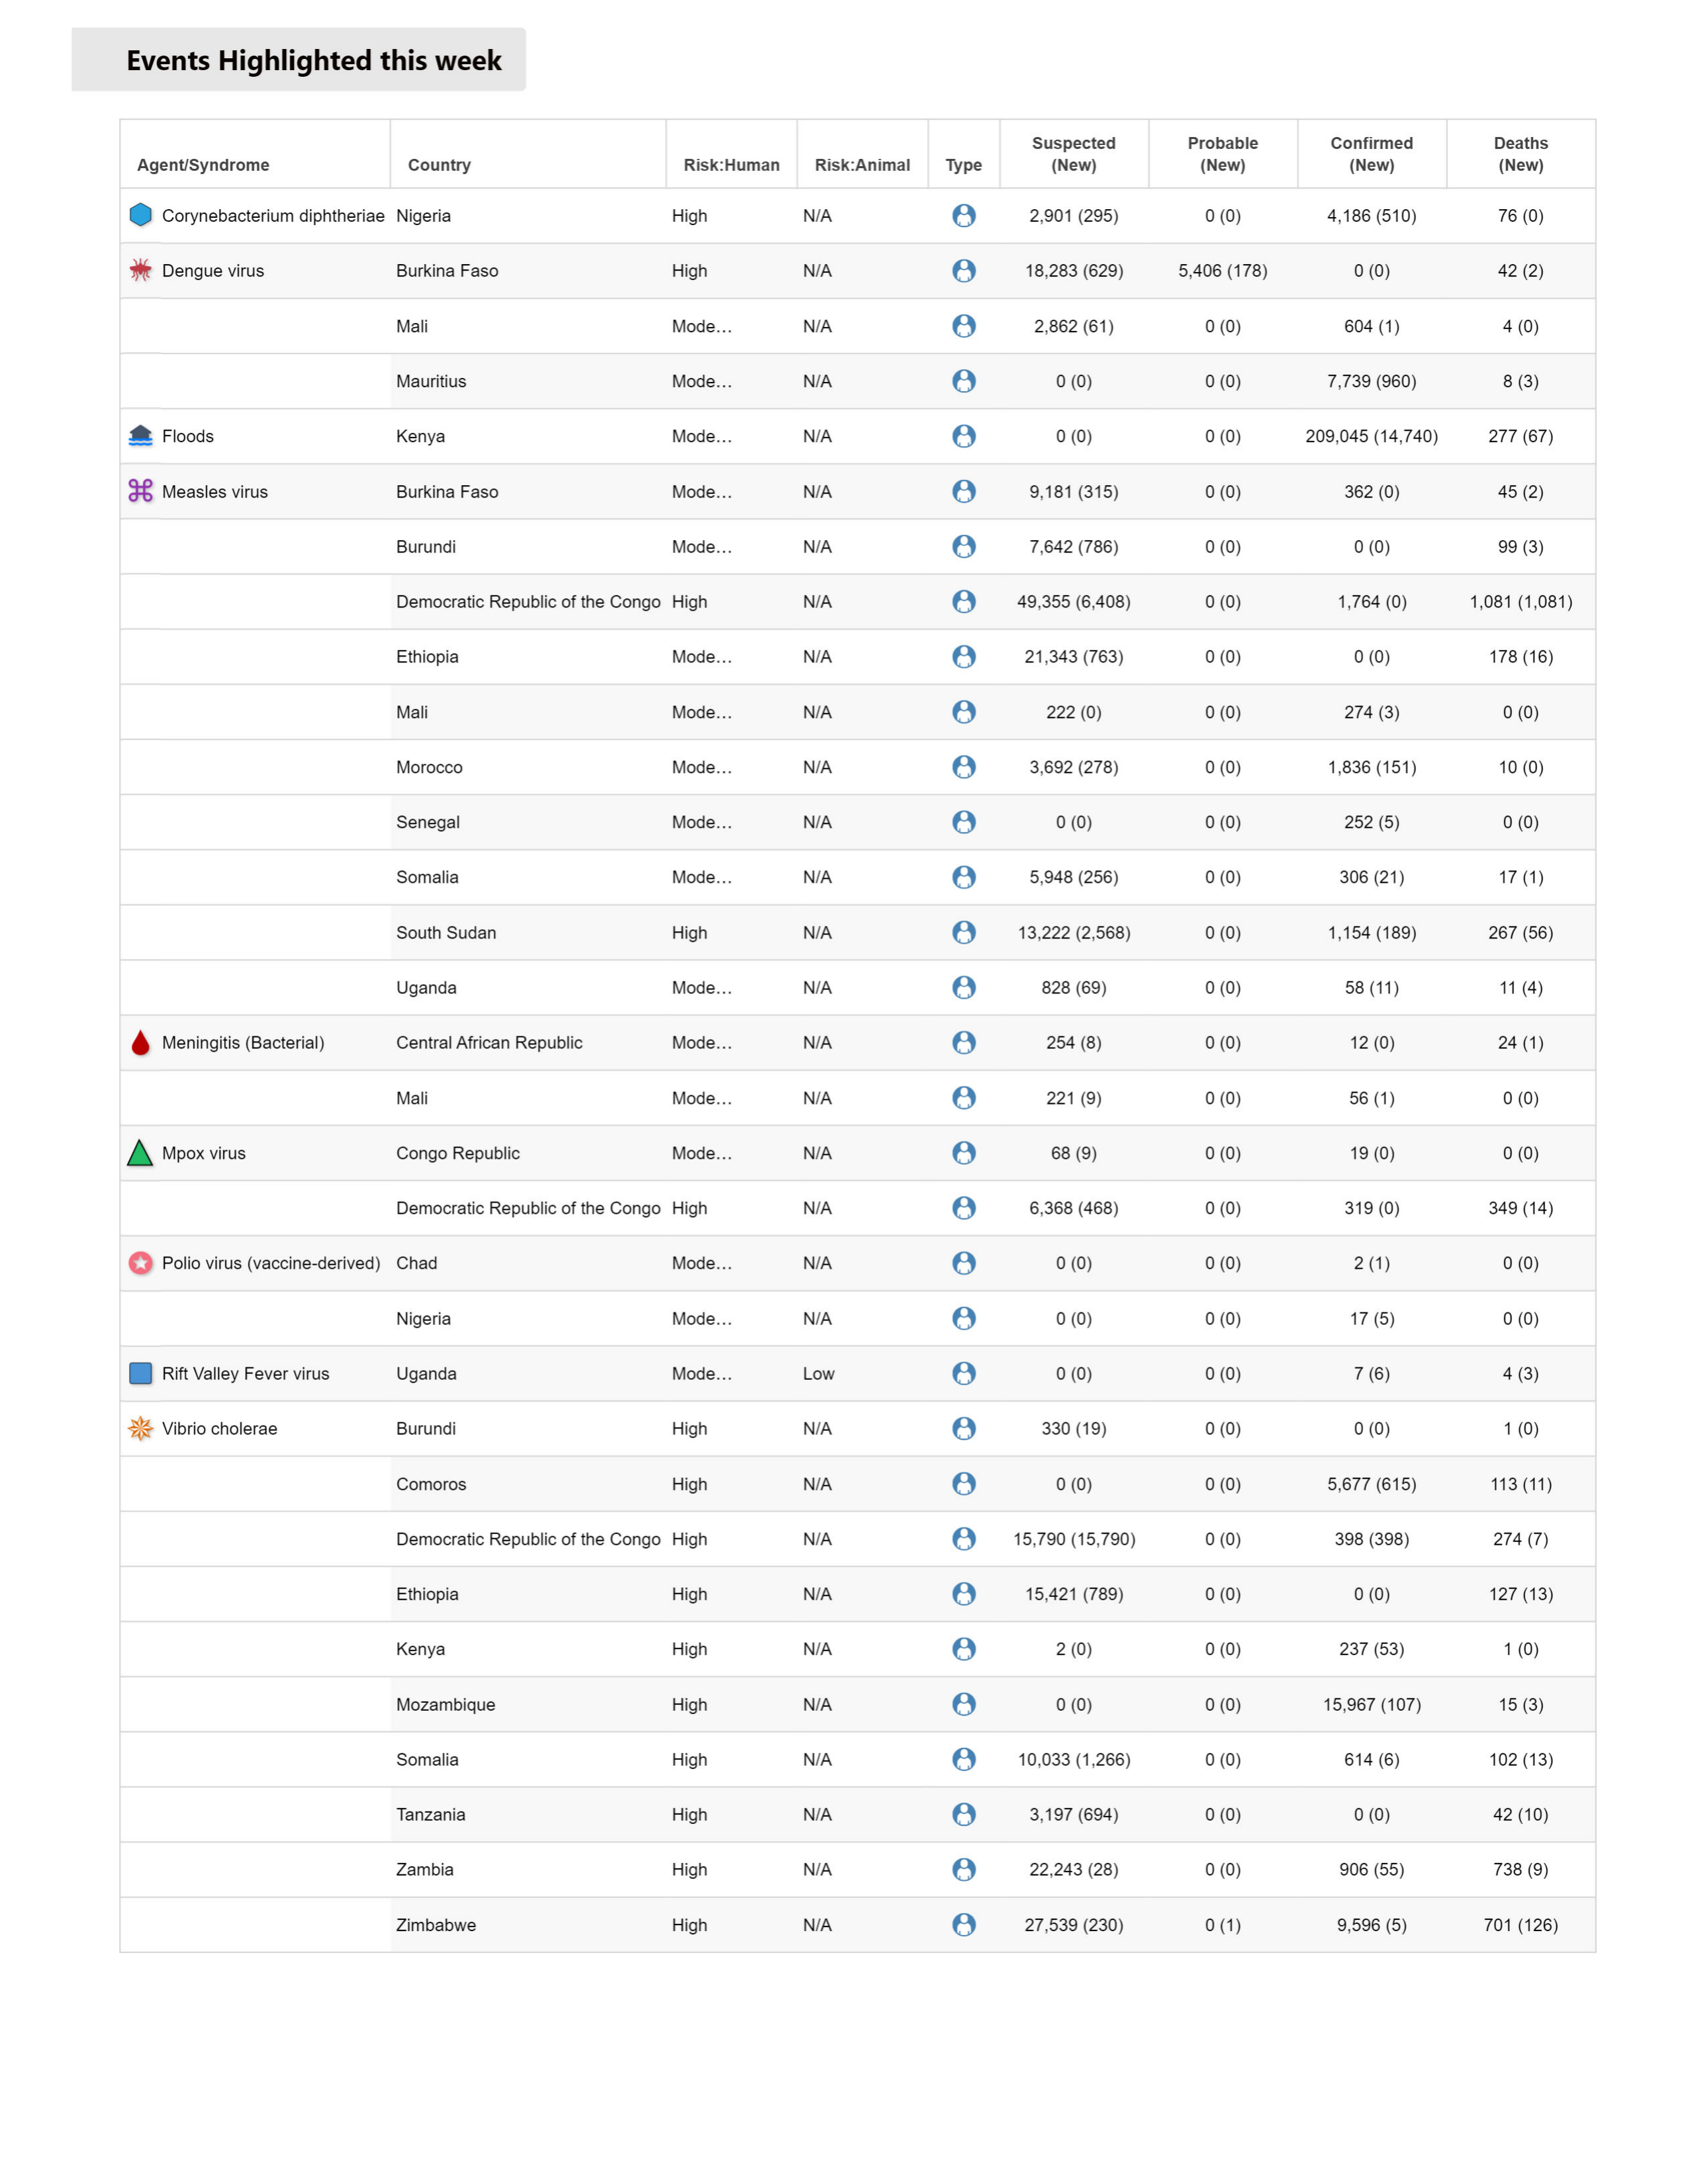 Events Highlighted this week
Agent/Syndrome Country Risk:Human Risk:Animal Type Suspected (New) Probable (New) Confirmed (New) Deaths (New)
Corynebacterium diphtheriae Nigeria High N/A 2,901 (295) 0 (0) 4,186 (510) 76 (0)
Dengue virus Burkina Faso High N/A 18,283 (629) 5,406 (178) 0 (0) 42 (2)
Mali Mode… N/A 2,862 (61) 0 (0) 604 (1) 4 (0)
Mauritius Mode… N/A 0 (0) 0 (0) 7,739 (960) 8 (3)
Floods Kenya Mode… N/A 0 (0) 0 (0) 209,045 (14,740) 277 (67)
Measles virus Burkina Faso Mode… N/A 9,181 (315) 0 (0) 362 (0) 45 (2)
Burundi Mode… N/A 7,642 (786) 0 (0) 0 (0) 99 (3)
Democratic Republic of the Congo High N/A 49,355 (6,408) 0 (0) 1,764 (0) 1,081 (1,081)
Ethiopia Mode… N/A 21,343 (763) 0 (0) 0 (0) 178 (16)
Mali Mode… N/A 222 (0) 0 (0) 274 (3) 0 (0)
Morocco Mode… N/A 3,692 (278) 0 (0) 1,836 (151) 10 (0)
Senegal Mode… N/A 0 (0) 0 (0) 252 (5) 0 (0)
Somalia Mode… N/A 5,948 (256) 0 (0) 306 (21) 17 (1)
South Sudan High N/A 13,222 (2,568) 0 (0) 1,154 (189) 267 (56)
Uganda Mode… N/A 828 (69) 0 (0) 58 (11) 11 (4)
Meningitis (Bacterial) Central African Republic Mode… N/A 254 (8) 0 (0) 12 (0) 24 (1)
Mali Mode… N/A 221 (9) 0 (0) 56 (1) 0 (0)
Mpox virus Congo Republic Mode… N/A 68 (9) 0 (0) 19 (0) 0 (0)
Democratic Republic of the Congo High N/A 6,368 (468) 0 (0) 319 (0) 349 (14)
Polio virus (vaccine-derived) Chad Mode… N/A 0 (0) 0 (0) 2 (1) 0 (0)
Nigeria Mode… N/A 0 (0) 0 (0) 17 (5) 0 (0)
Rift Valley Fever virus Uganda Mode… Low 0 (0) 0 (0) 7 (6) 4 (3)
Vibrio cholerae Burundi High N/A 330 (19) 0 (0) 0 (0) 1 (0)
Comoros High N/A 0 (0) 0 (0) 5,677 (615) 113 (11)
Democratic Republic of the Congo High N/A 15,790 (15,790) 0 (0) 398 (398) 274 (7)
Ethiopia High N/A 15,421 (789) 0 (0) 0 (0) 127 (13)
Kenya High N/A 2 (0) 0 (0) 237 (53) 1 (0)
Mozambique High N/A 0 (0) 0 (0) 15,967 (107) 15 (3)
Somalia High N/A 10,033 (1,266) 0 (0) 614 (6) 102 (13)
Tanzania High N/A 3,197 (694) 0 (0) 0 (0) 42 (10)
Zambia High N/A 22,243 (28) 0 (0) 906 (55) 738 (9)
Zimbabwe High N/A 27,539 (230) 0 (1) 9,596 (5) 701 (126)